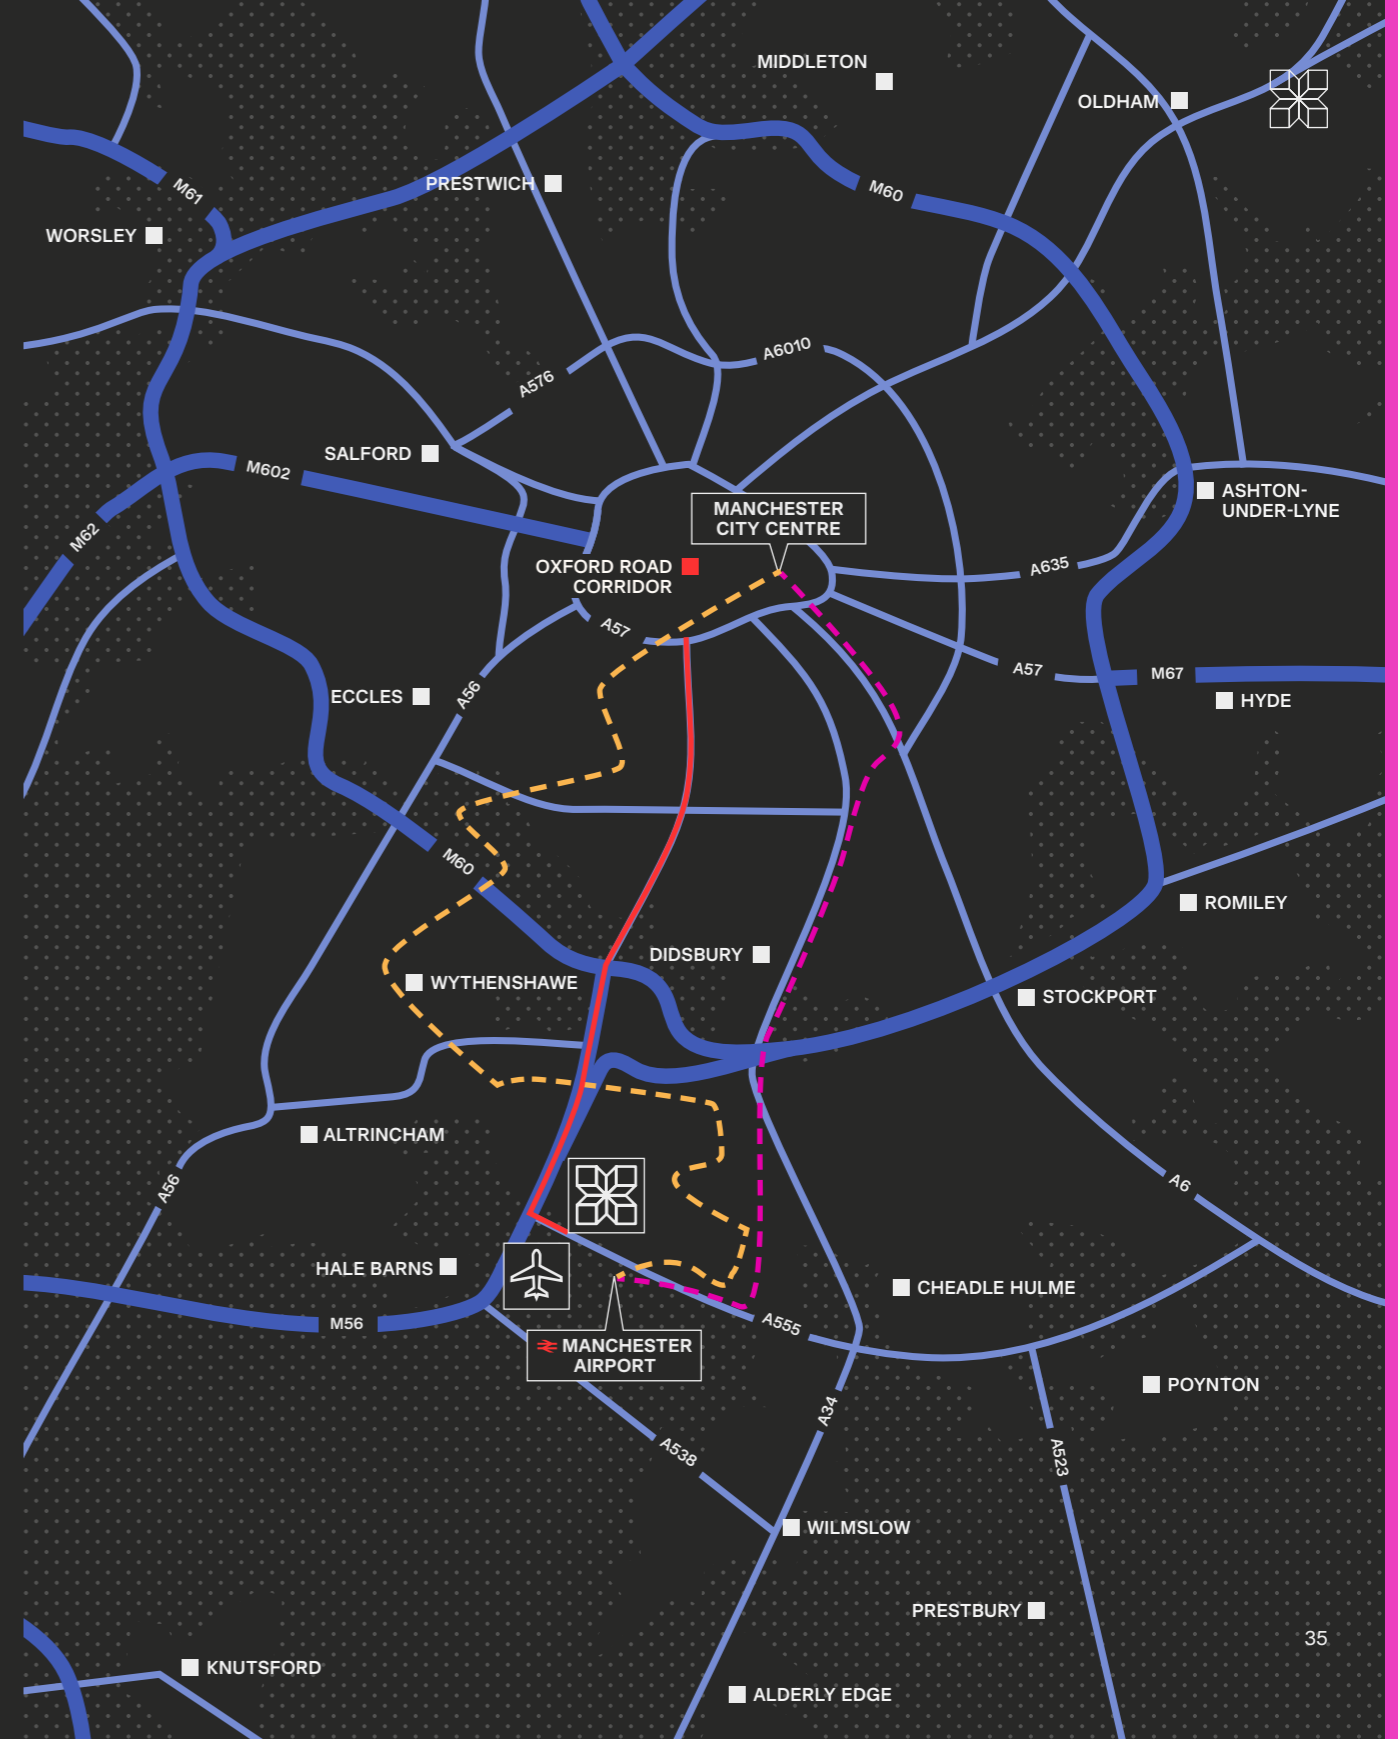 MIDDLETON
OLDHAM
M61
PRESTWICH
M60
WORSLEY
A6010
A576
SALFORD
M602
ASHTON-
UNDER-LYNE
MANCHESTER
CITY CENTRE
M62
OXFORD ROAD
CORRIDOR
A635
A57
A57
M67
ECCLES
A56
HYDE
M60
ROMILEY
DIDSBURY
WYTHENSHAWE
STOCKPORT
ALTRINCHAM
A56
A6
HALE BARNS
CHEADLE HULME
M56
A555
MANCHESTER
AIRPORT
POYNTON
A34
A538
A523
WILMSLOW
PRESTBURY
35
KNUTSFORD
ALDERLY EDGE